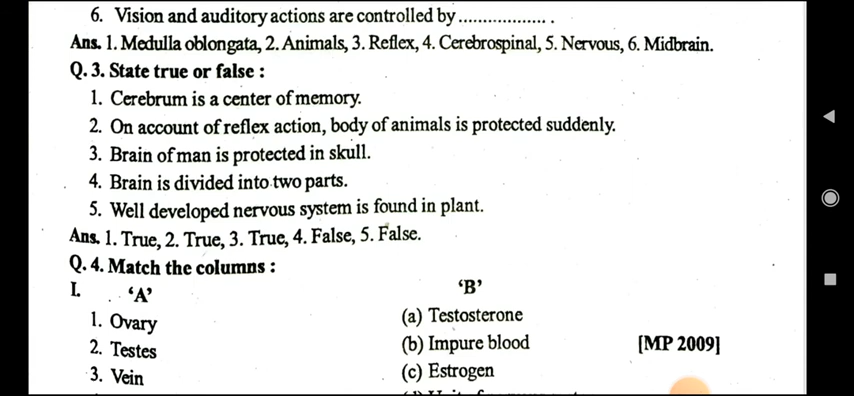 6. Vision and auditory actions are controlled by................... .
Ans. 1. Medulla oblongata, 2. Animals, 3. Reflex, 4. Cerebrospinal, 5. Nervous, 6. Midbrain.
Q. 3. State true or false :
1. Cerebrum is a center of memory.
2. On account of reflex action, body of animals is protected suddenly.
3. Brain of man is protected in skull.
4. Brain is divided into two parts.
5. Well developed nervous system is found in plant.
Ans. 1. True, 2. True, 3. True, 4. False, 5. False.
Q. 4. Match the columns :
I. ‘A’ ‘B’
1. Ovary (a) Testosterone
2. Testes (b) Impure blood [MP 2009]
3. Vein (c) Estrogen